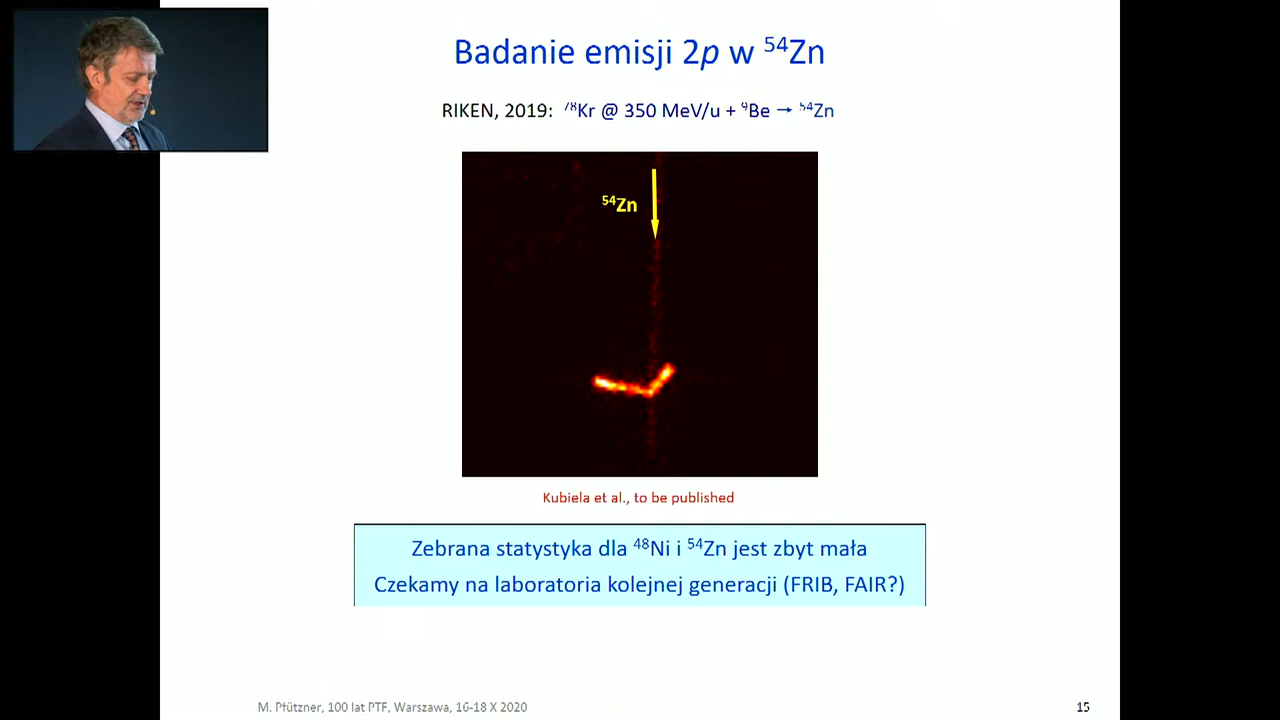 Badanie emisji 2p w ⁵⁴Zn
RIKEN, 2019: ⁷⁸Kr @ 350 MeV/u + ⁹Be → ⁵⁴Zn
⁵⁴Zn
Kubiela et al., to be published
Zebrana statystyka dla ⁴⁸Ni i ⁵⁴Zn jest zbyt mała
Czekamy na laboratoria kolejnej generacji (FRIB, FAIR?)
M. Pfützner, 100 lat PTF, Warszawa, 16-18 X 2020
15